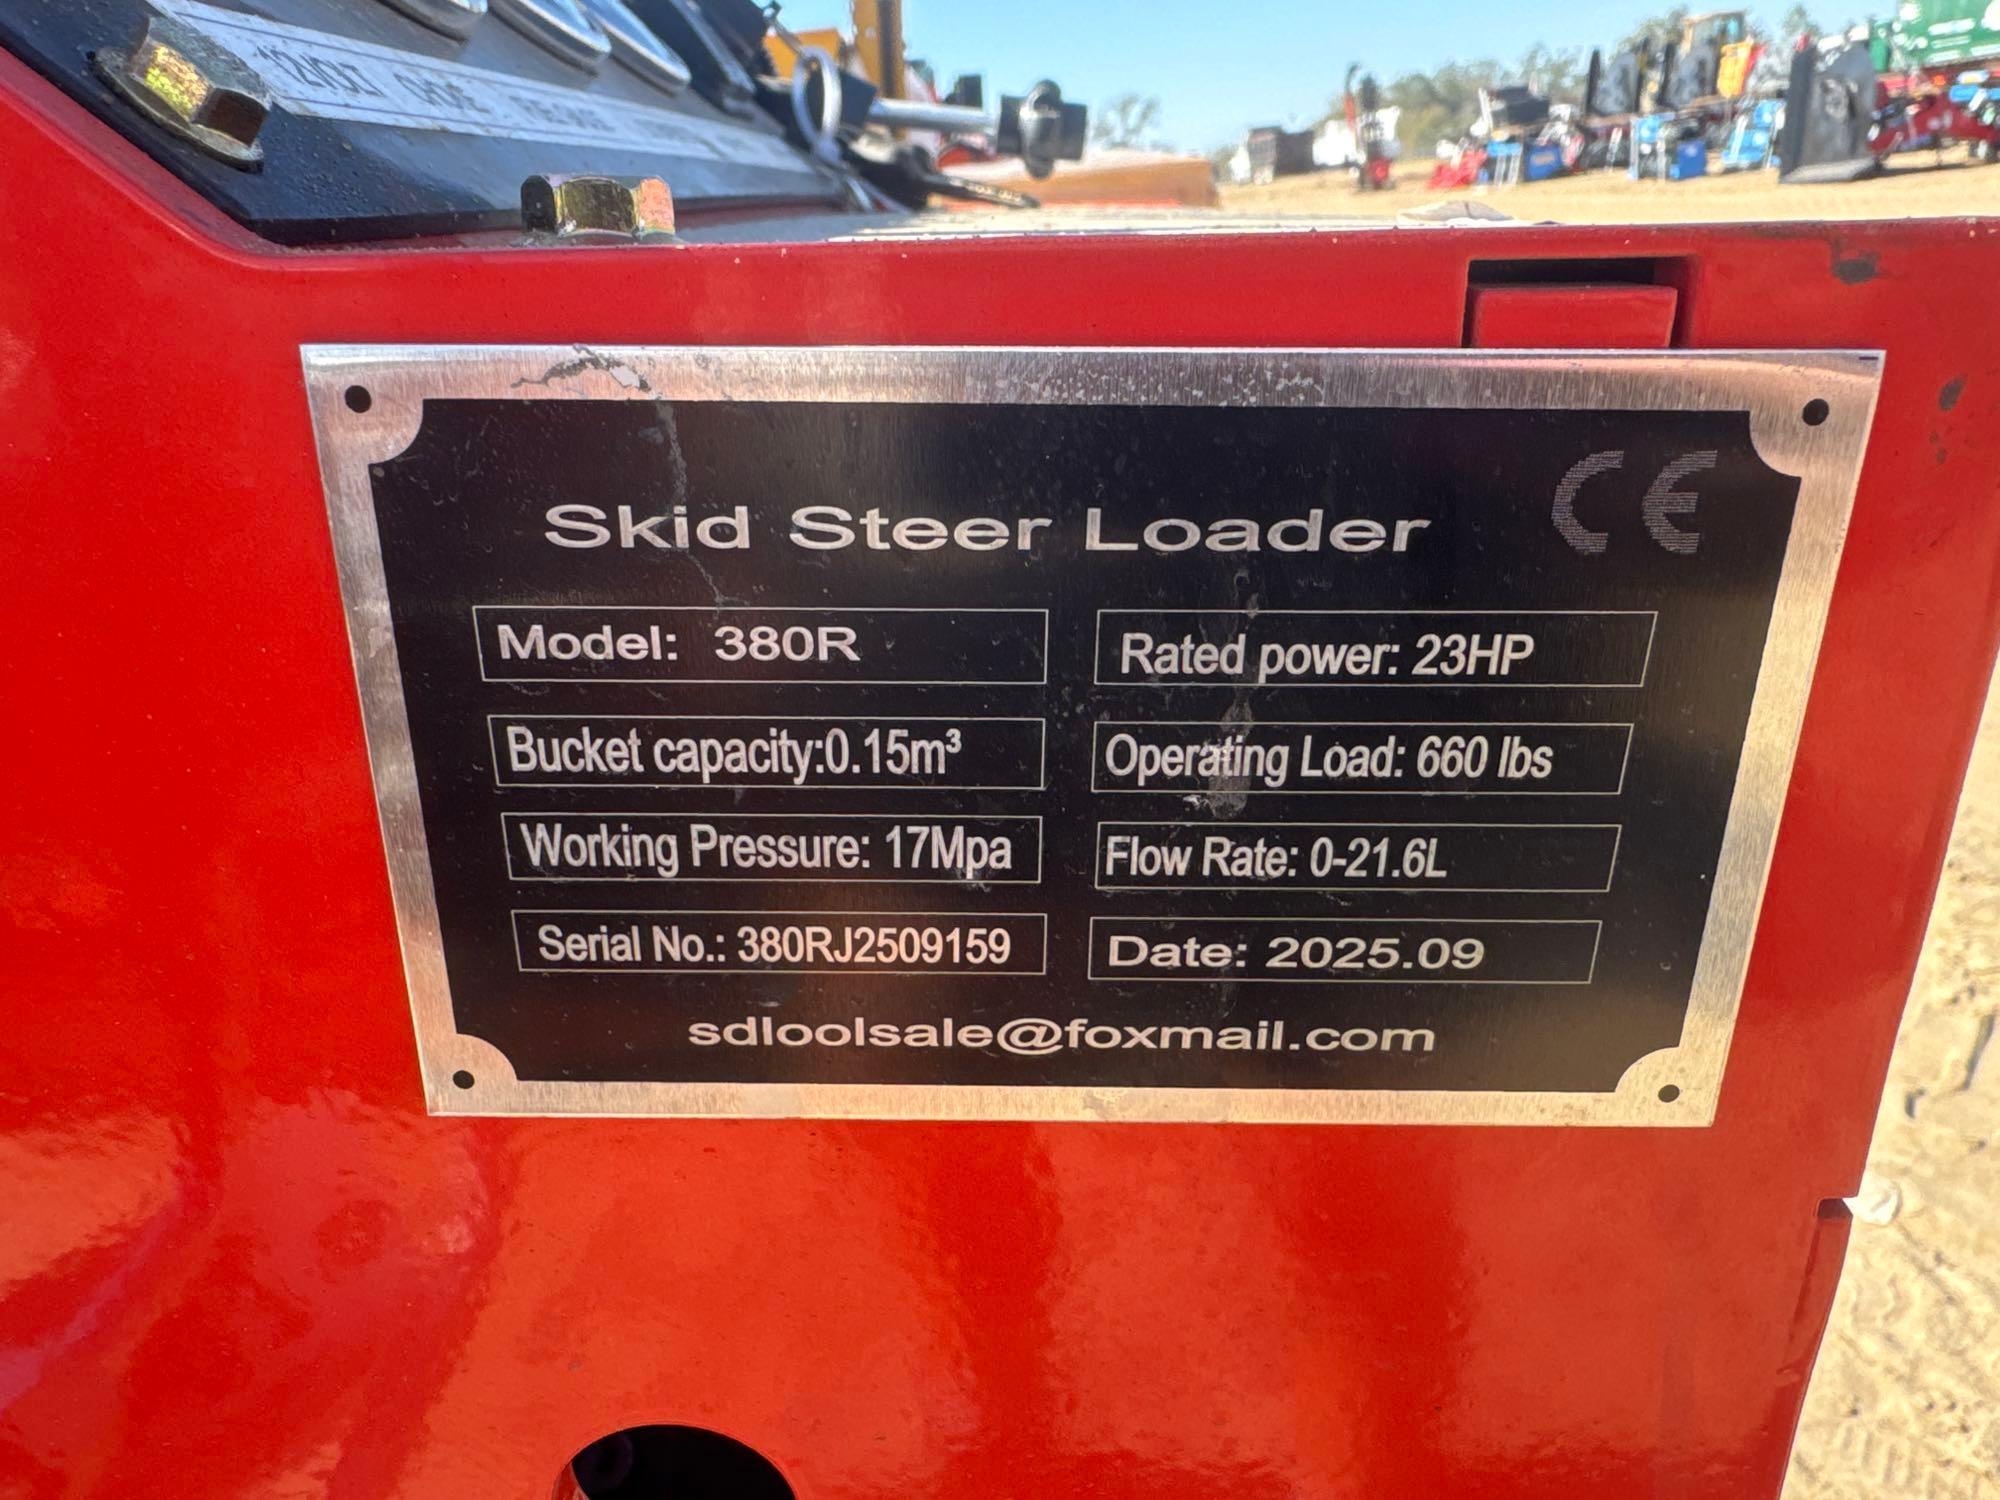 12VOLT
Skid Steer Loader CE
Model: 380R
Rated power: 23HP
Bucket capacity:0.15m³
Operating Load: 660 lbs
Working Pressure: 17Mpa
Flow Rate: 0-21.6L
Serial No.: 380RJ2509159
Date: 2025.09
sdloolsale@foxmail.com